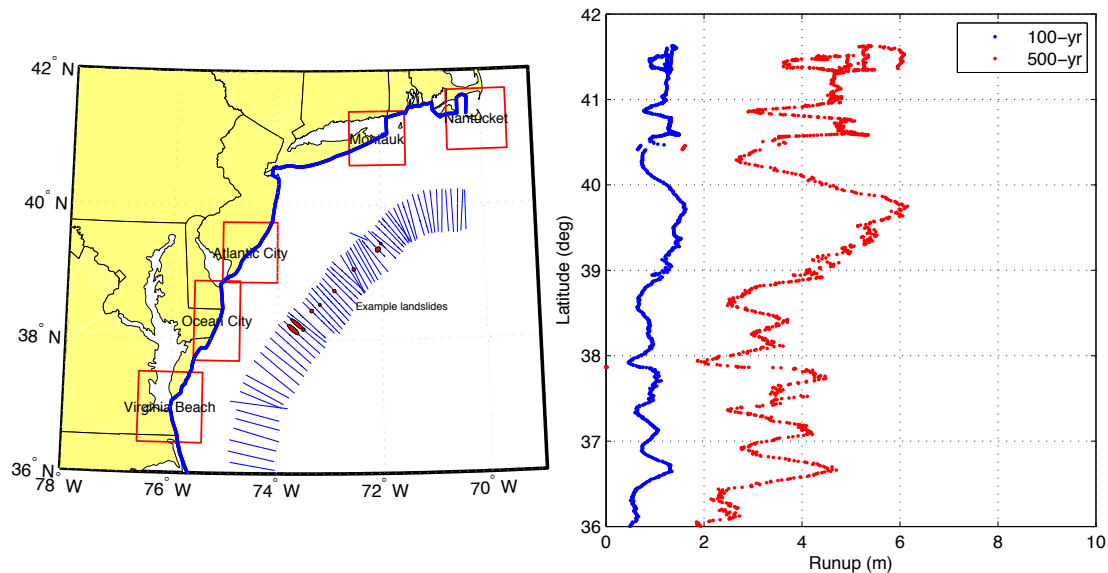 42° N
40° N
38° N
36° N
78° W
76° W
74° W
72° W
70° W
Nantucket
Montauk
Atlantic City
Ocean City
Virginia Beach
Example landslides
42
41
40
39
38
37
36
Latitude (deg)
0
2
4
6
8
10
Runup (m)
100−yr
500−yr